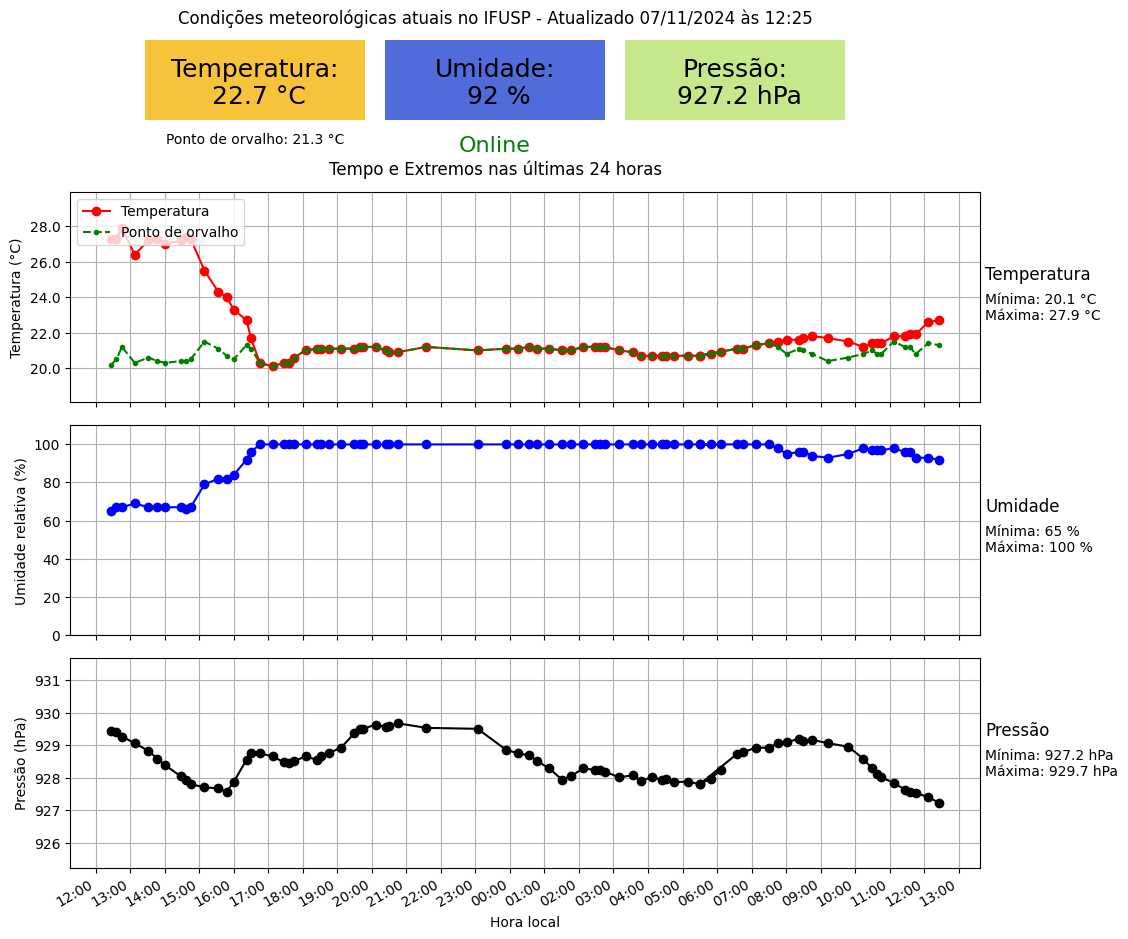 Condições meteorológicas atuais no IFUSP - Atualizado 07/11/2024 às 12:25
Temperatura:
22.7 °C
Umidade:
92 %
Pressão:
927.2 hPa
Ponto de orvalho: 21.3 °C
Online
Tempo e Extremos nas últimas 24 horas
Temperatura (°C)
28.0
26.0
24.0
22.0
20.0
Temperatura
Ponto de orvalho
Temperatura
Mínima: 20.1 °C
Máxima: 27.9 °C
Umidade relativa (%)
100
80
60
40
20
0
Umidade
Mínima: 65 %
Máxima: 100 %
Pressão (hPa)
931
930
929
928
927
926
Pressão
Mínima: 927.2 hPa
Máxima: 929.7 hPa
12:00 13:00 14:00 15:00 16:00 17:00 18:00 19:00 20:00 21:00 22:00 23:00 00:00 01:00 02:00 03:00 04:00 05:00 06:00 07:00 08:00 09:00 10:00 11:00 12:00 13:00
Hora local